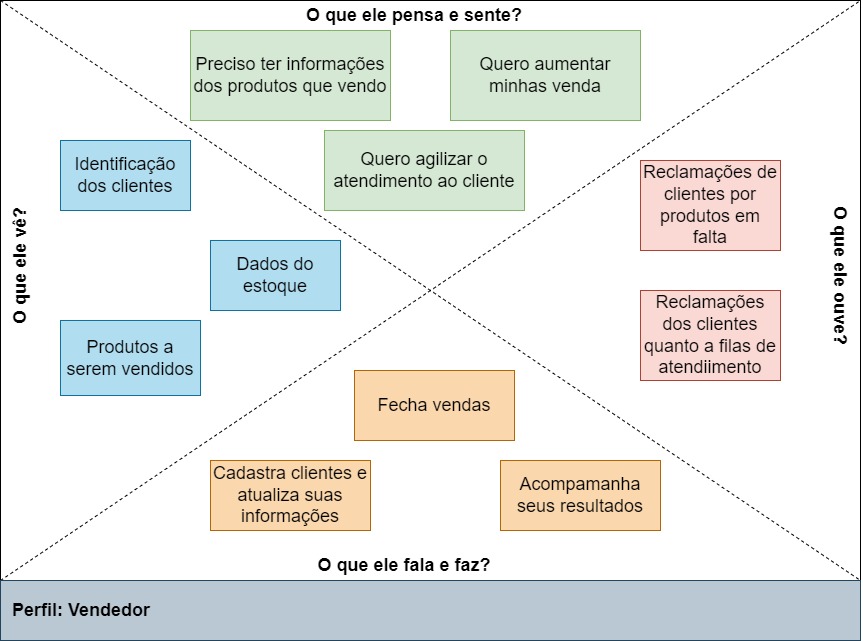 O que ele pensa e sente?
Preciso ter informações
dos produtos que vendo
Quero aumentar
minhas venda
Quero agilizar o
atendimento ao cliente
O que ele vê?
Identificação
dos clientes
Dados do
estoque
Produtos a
serem vendidos
O que ele ouve?
Reclamações de
clientes por
produtos em
falta
Reclamações
dos clientes
quanto a filas de
atendiimento
Fecha vendas
Cadastra clientes e
atualiza suas
informações
Acompamanha
seus resultados
O que ele fala e faz?
Perfil: Vendedor